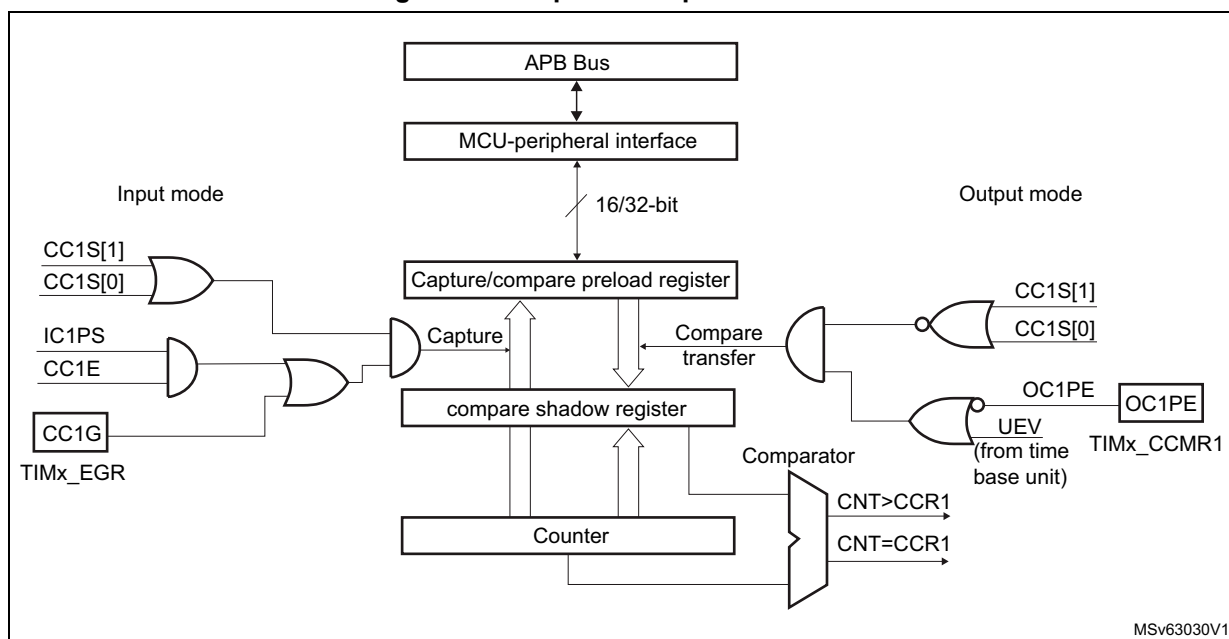 APB Bus
MCU-peripheral interface
Input mode
16/32-bit
Output mode
CC1S[1]
CC1S[0]
Capture/compare preload register
CC1S[1]
CC1S[0]
IC1PS
CC1E
Capture
Compare
transfer
CC1G
TIMx_EGR
compare shadow register
OC1PE
OC1PE
UEV
(from time
base unit)
TIMx_CCMR1
Comparator
CNT>CCR1
Counter
CNT=CCR1
MSv63030V1